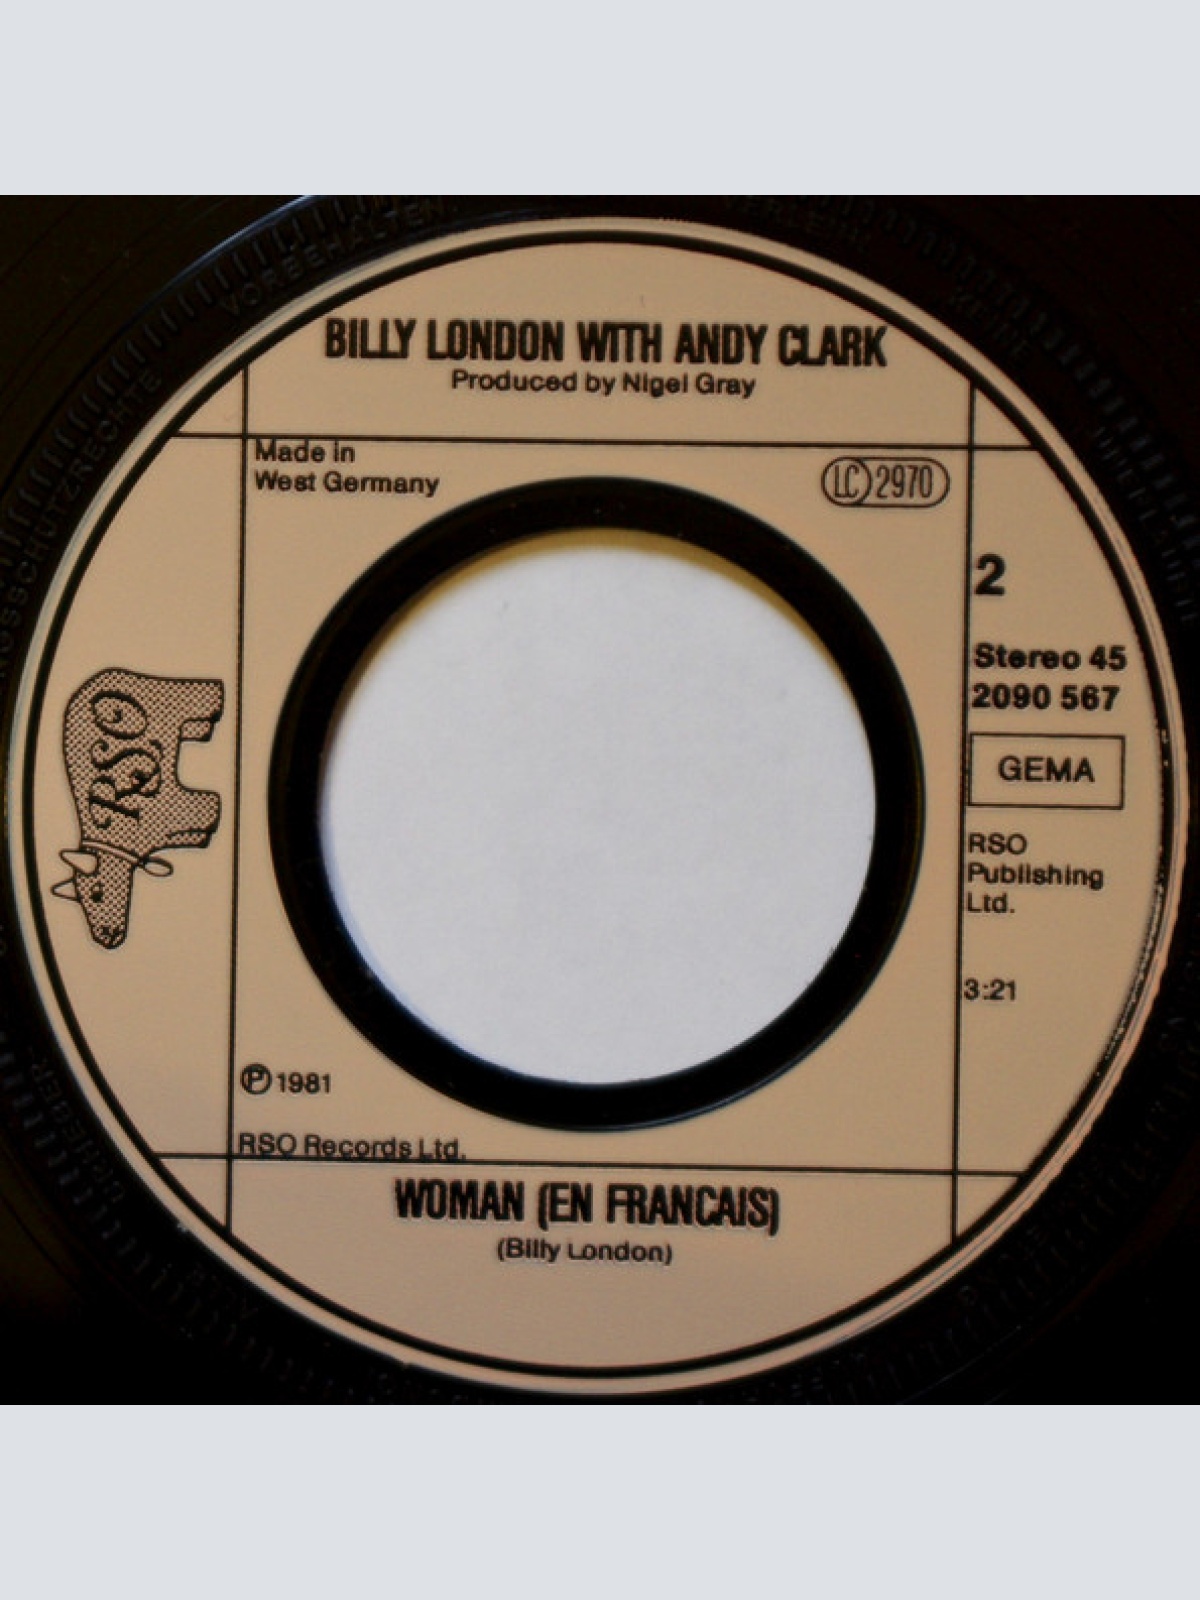 BILLY LONDON WITH ANDY CLARK
Produced by Nigel Gray
Made in
West Germany
LC 2970
2
Stereo 45
2090 567
GEMA
RSO
Publishing
Ltd.
3:21
RSO
℗ 1981
RSO Records Ltd.
WOMAN (EN FRANCAIS)
(Billy London)
VORBEHALTEN